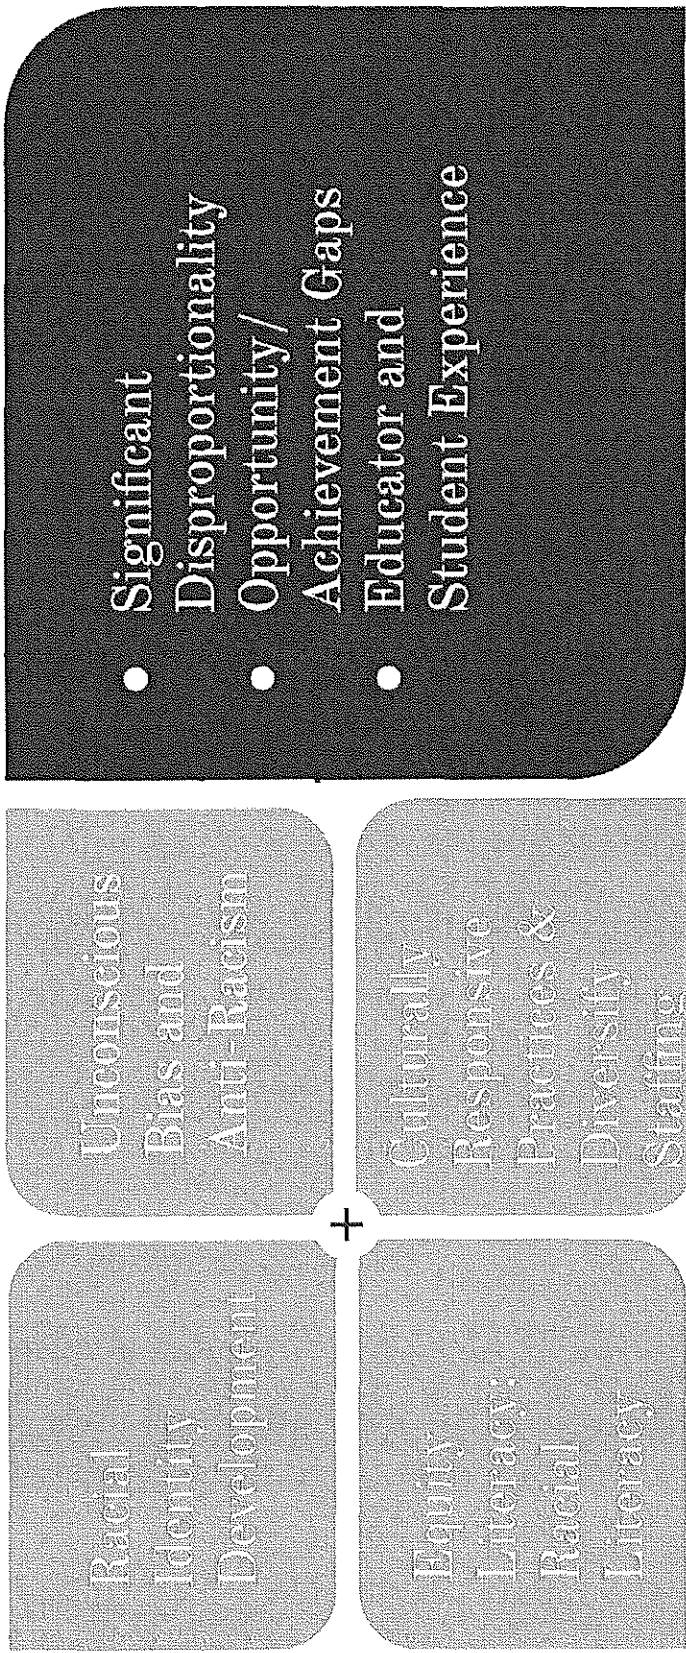 Racial
Identity
Development
Unconscious
Bias and
Anti-Racism
Equity
Literacy:
Racial
Literacy
Culturally
Responsive
Practices &
Diversify
Staffing
+
• Significant
Disproportionality
• Opportunity/
Achievement Gaps
• Educator and
Student Experience